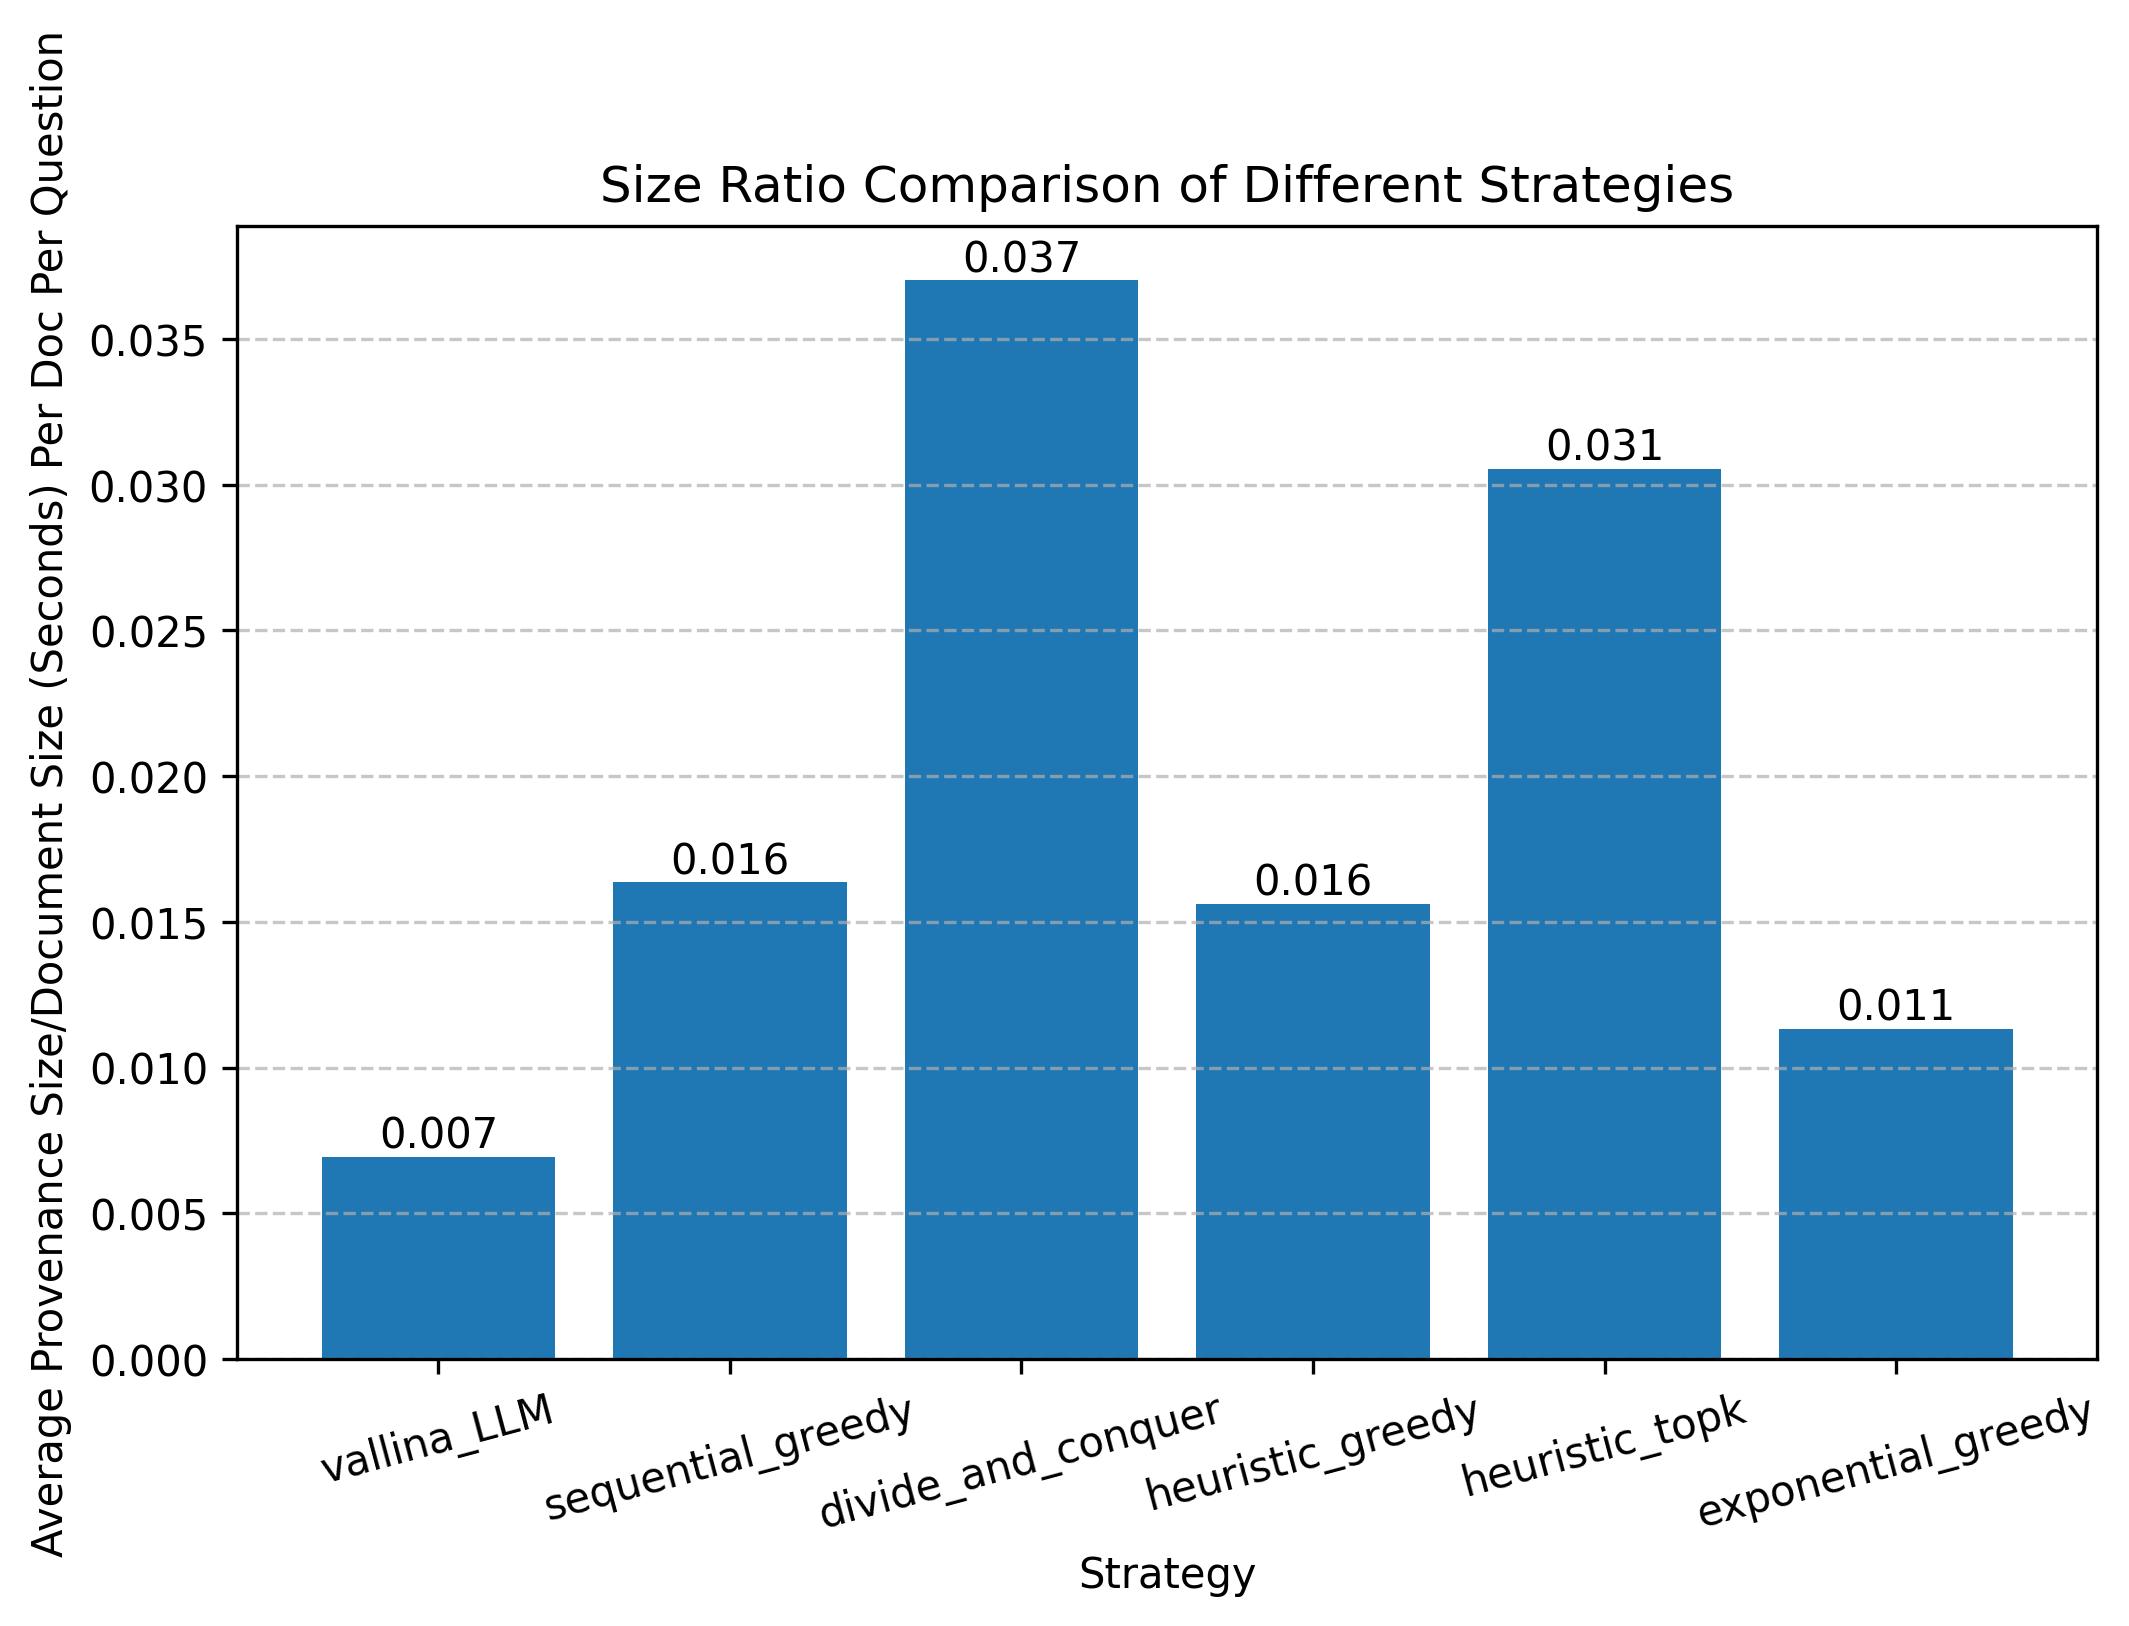 Size Ratio Comparison of Different Strategies
Average Provenance Size/Document Size (Seconds) Per Doc Per Question
0.035
0.030
0.025
0.020
0.015
0.010
0.005
0.000
0.007
0.016
0.037
0.016
0.031
0.011
vallina_LLM
sequential_greedy
divide_and_conquer
heuristic_greedy
heuristic_topk
exponential_greedy
Strategy